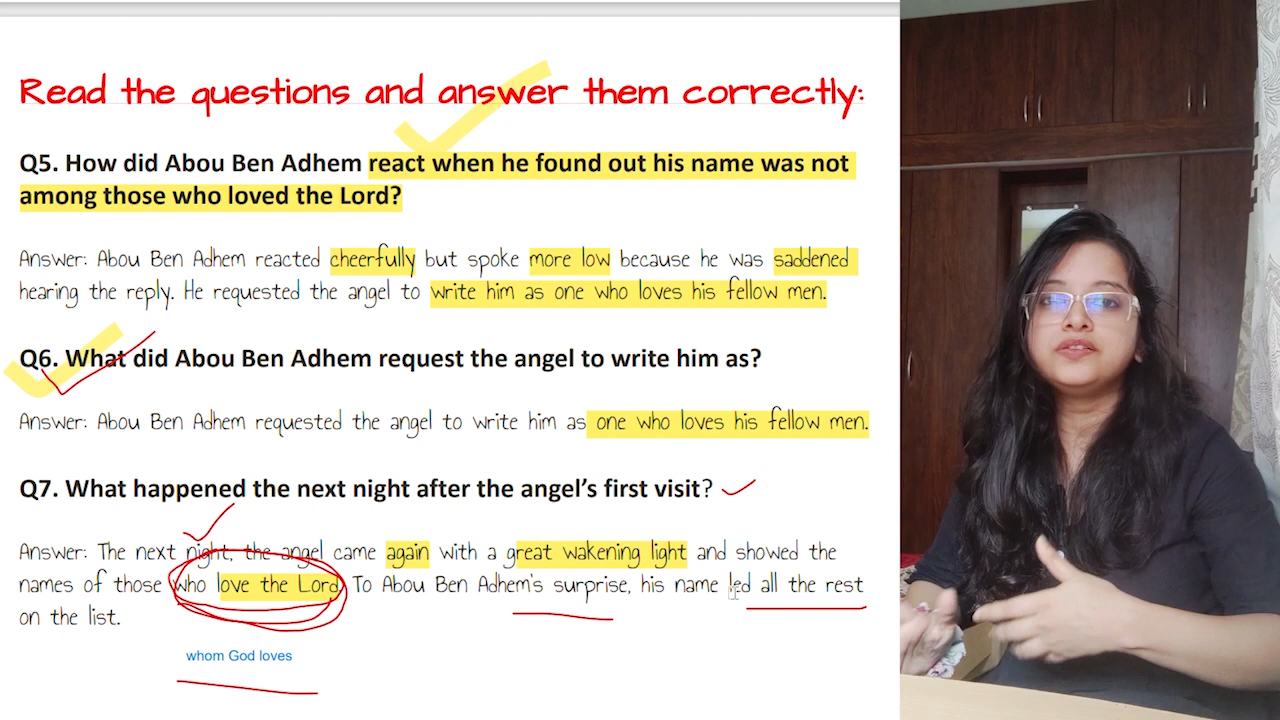 Read the questions and answer them correctly:
Q5. How did Abou Ben Adhem react when he found out his name was not
among those who loved the Lord?
Answer: Abou Ben Adhem reacted cheerfully but spoke more low because he was saddened
hearing the reply. He requested the angel to write him as one who loves his fellow men.
Q6. What did Abou Ben Adhem request the angel to write him as?
Answer: Abou Ben Adhem requested the angel to write him as one who loves his fellow men.
Q7. What happened the next night after the angel's first visit?
Answer: The next night, the angel came again with a great wakening light and showed the
names of those who love the Lord. To Abou Ben Adhem's surprise, his name led all the rest
on the list.
whom God loves